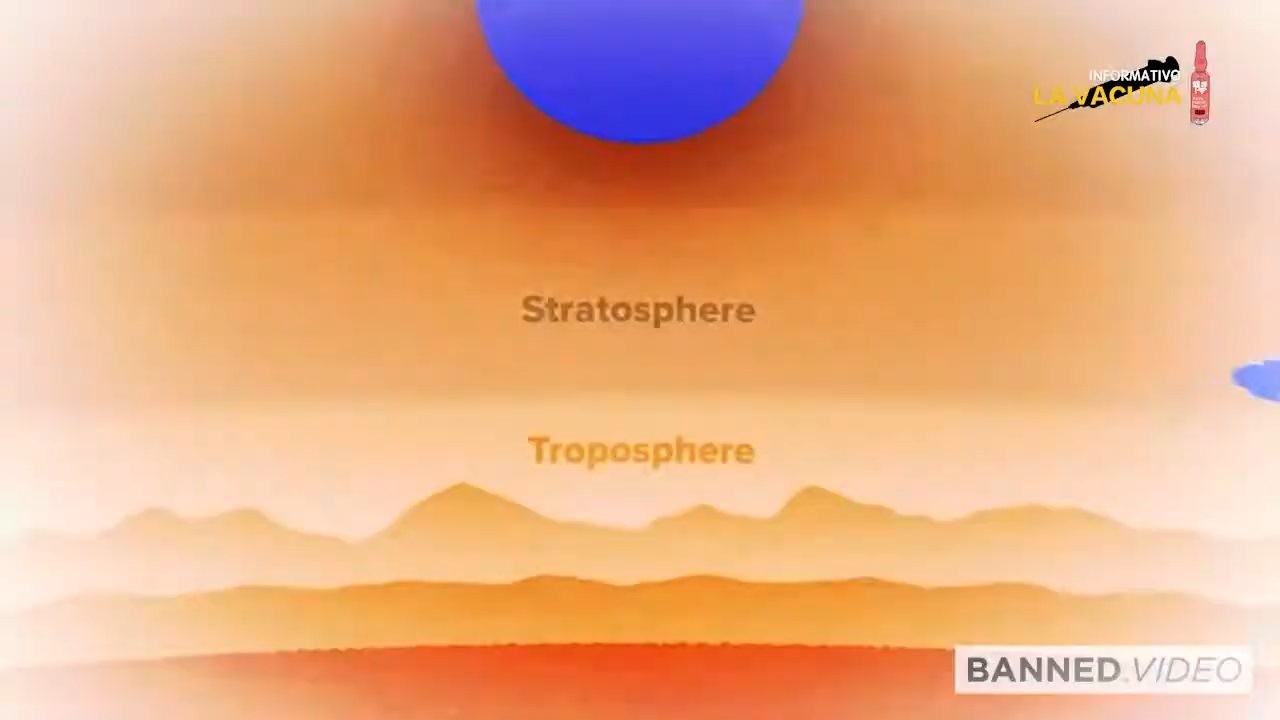 INFORMATIVO
LA VACUNA
Stratosphere
Troposphere
BANNED.VIDEO